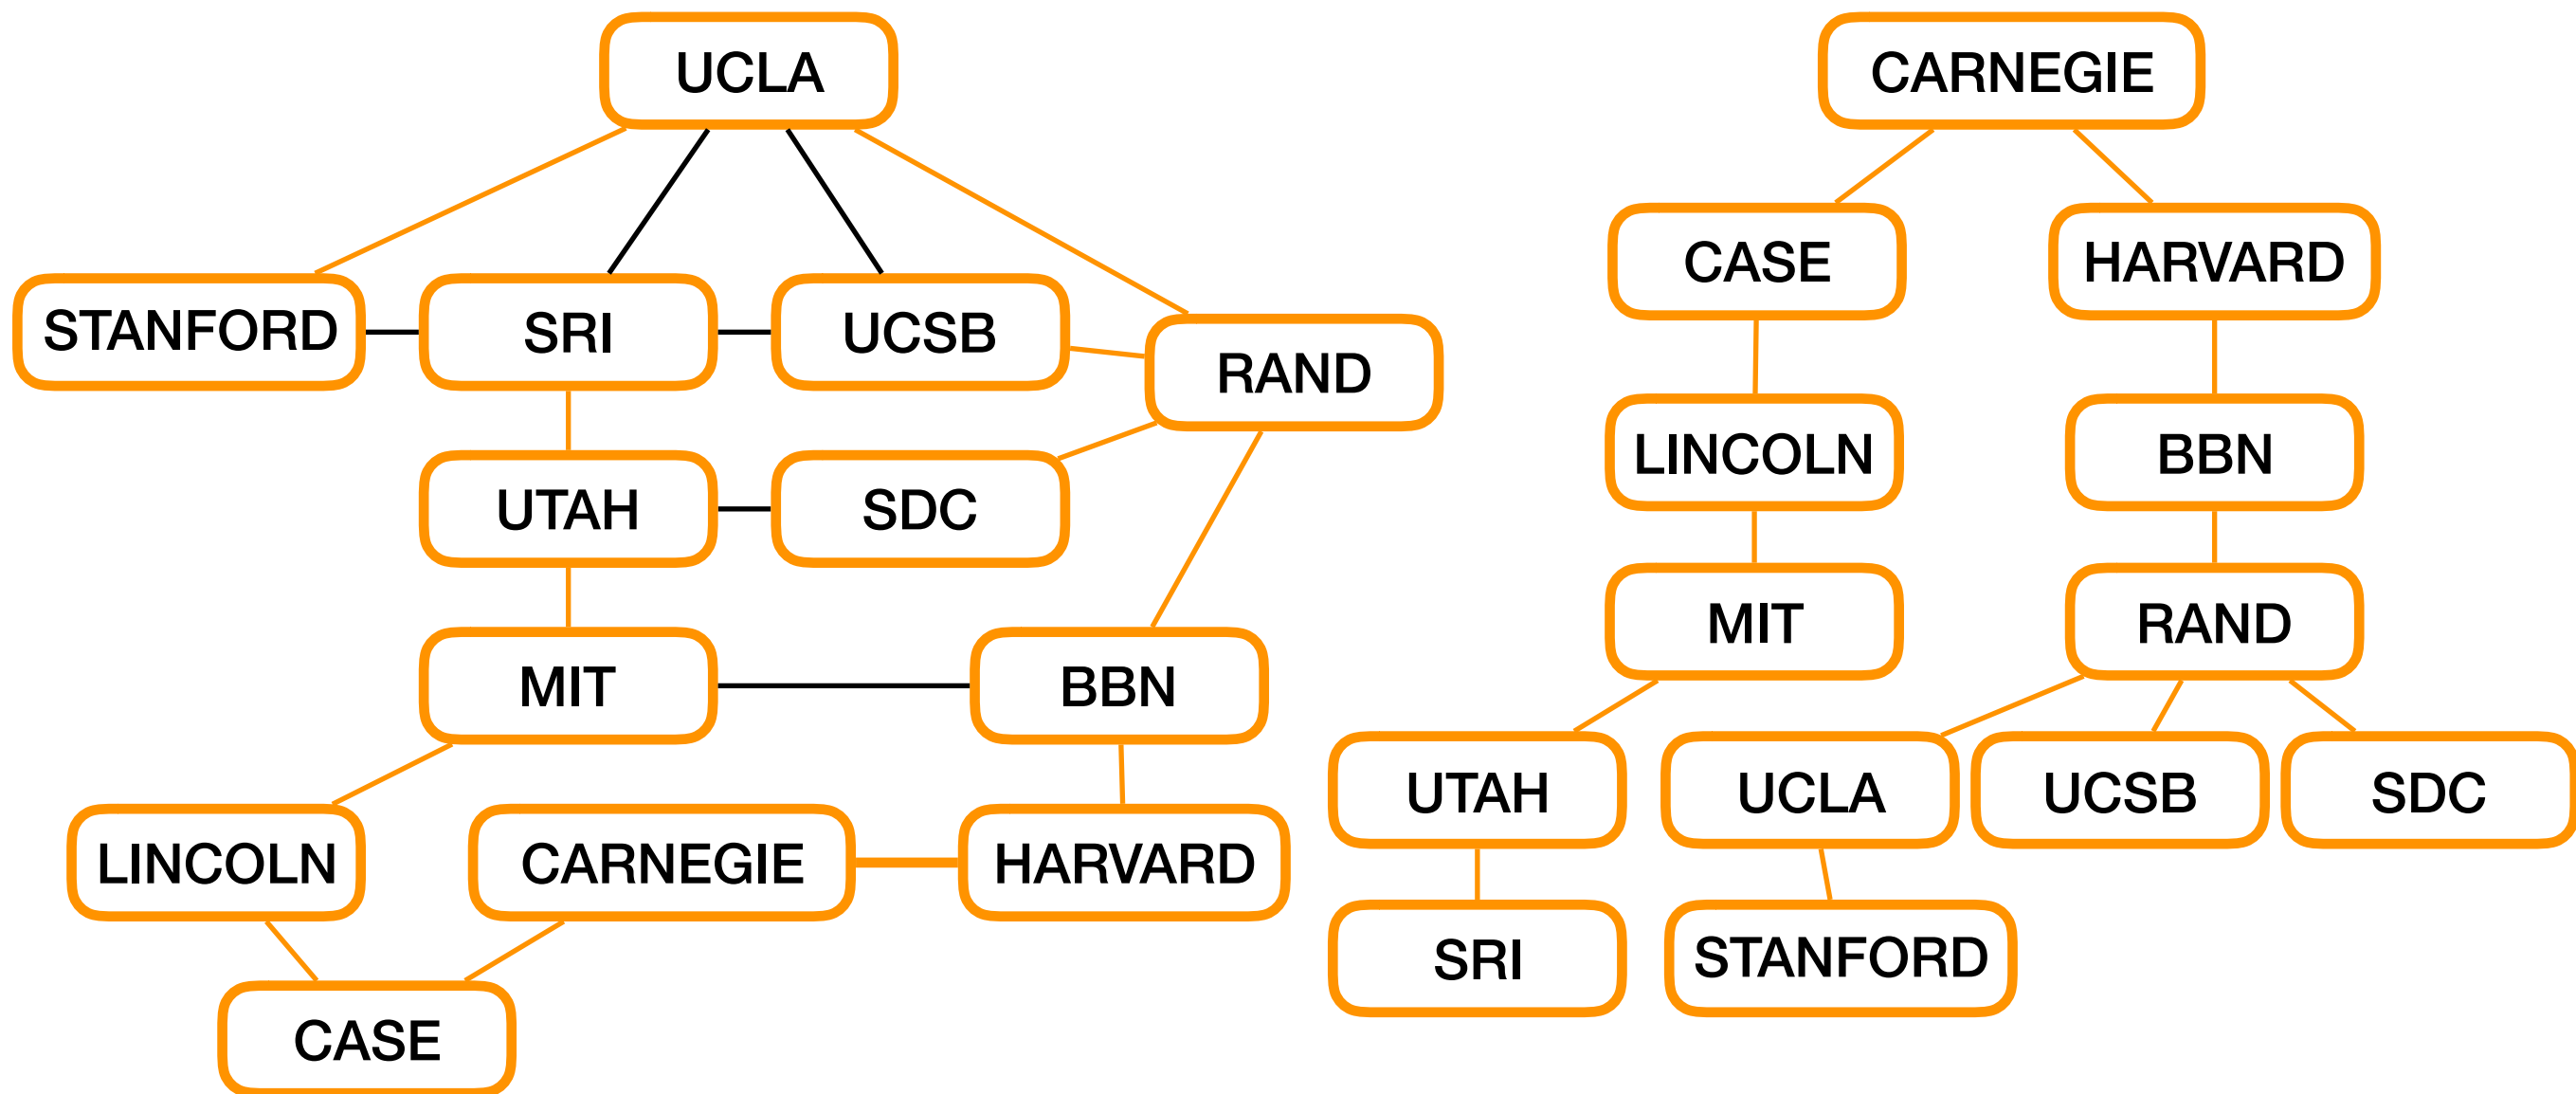 UCLA
STANFORD
SRI
UCSB
RAND
UTAH
SDC
MIT
BBN
LINCOLN
CARNEGIE
HARVARD
CASE
CARNEGIE
CASE
HARVARD
LINCOLN
BBN
MIT
RAND
UTAH
UCLA
UCSB
SDC
SRI
STANFORD